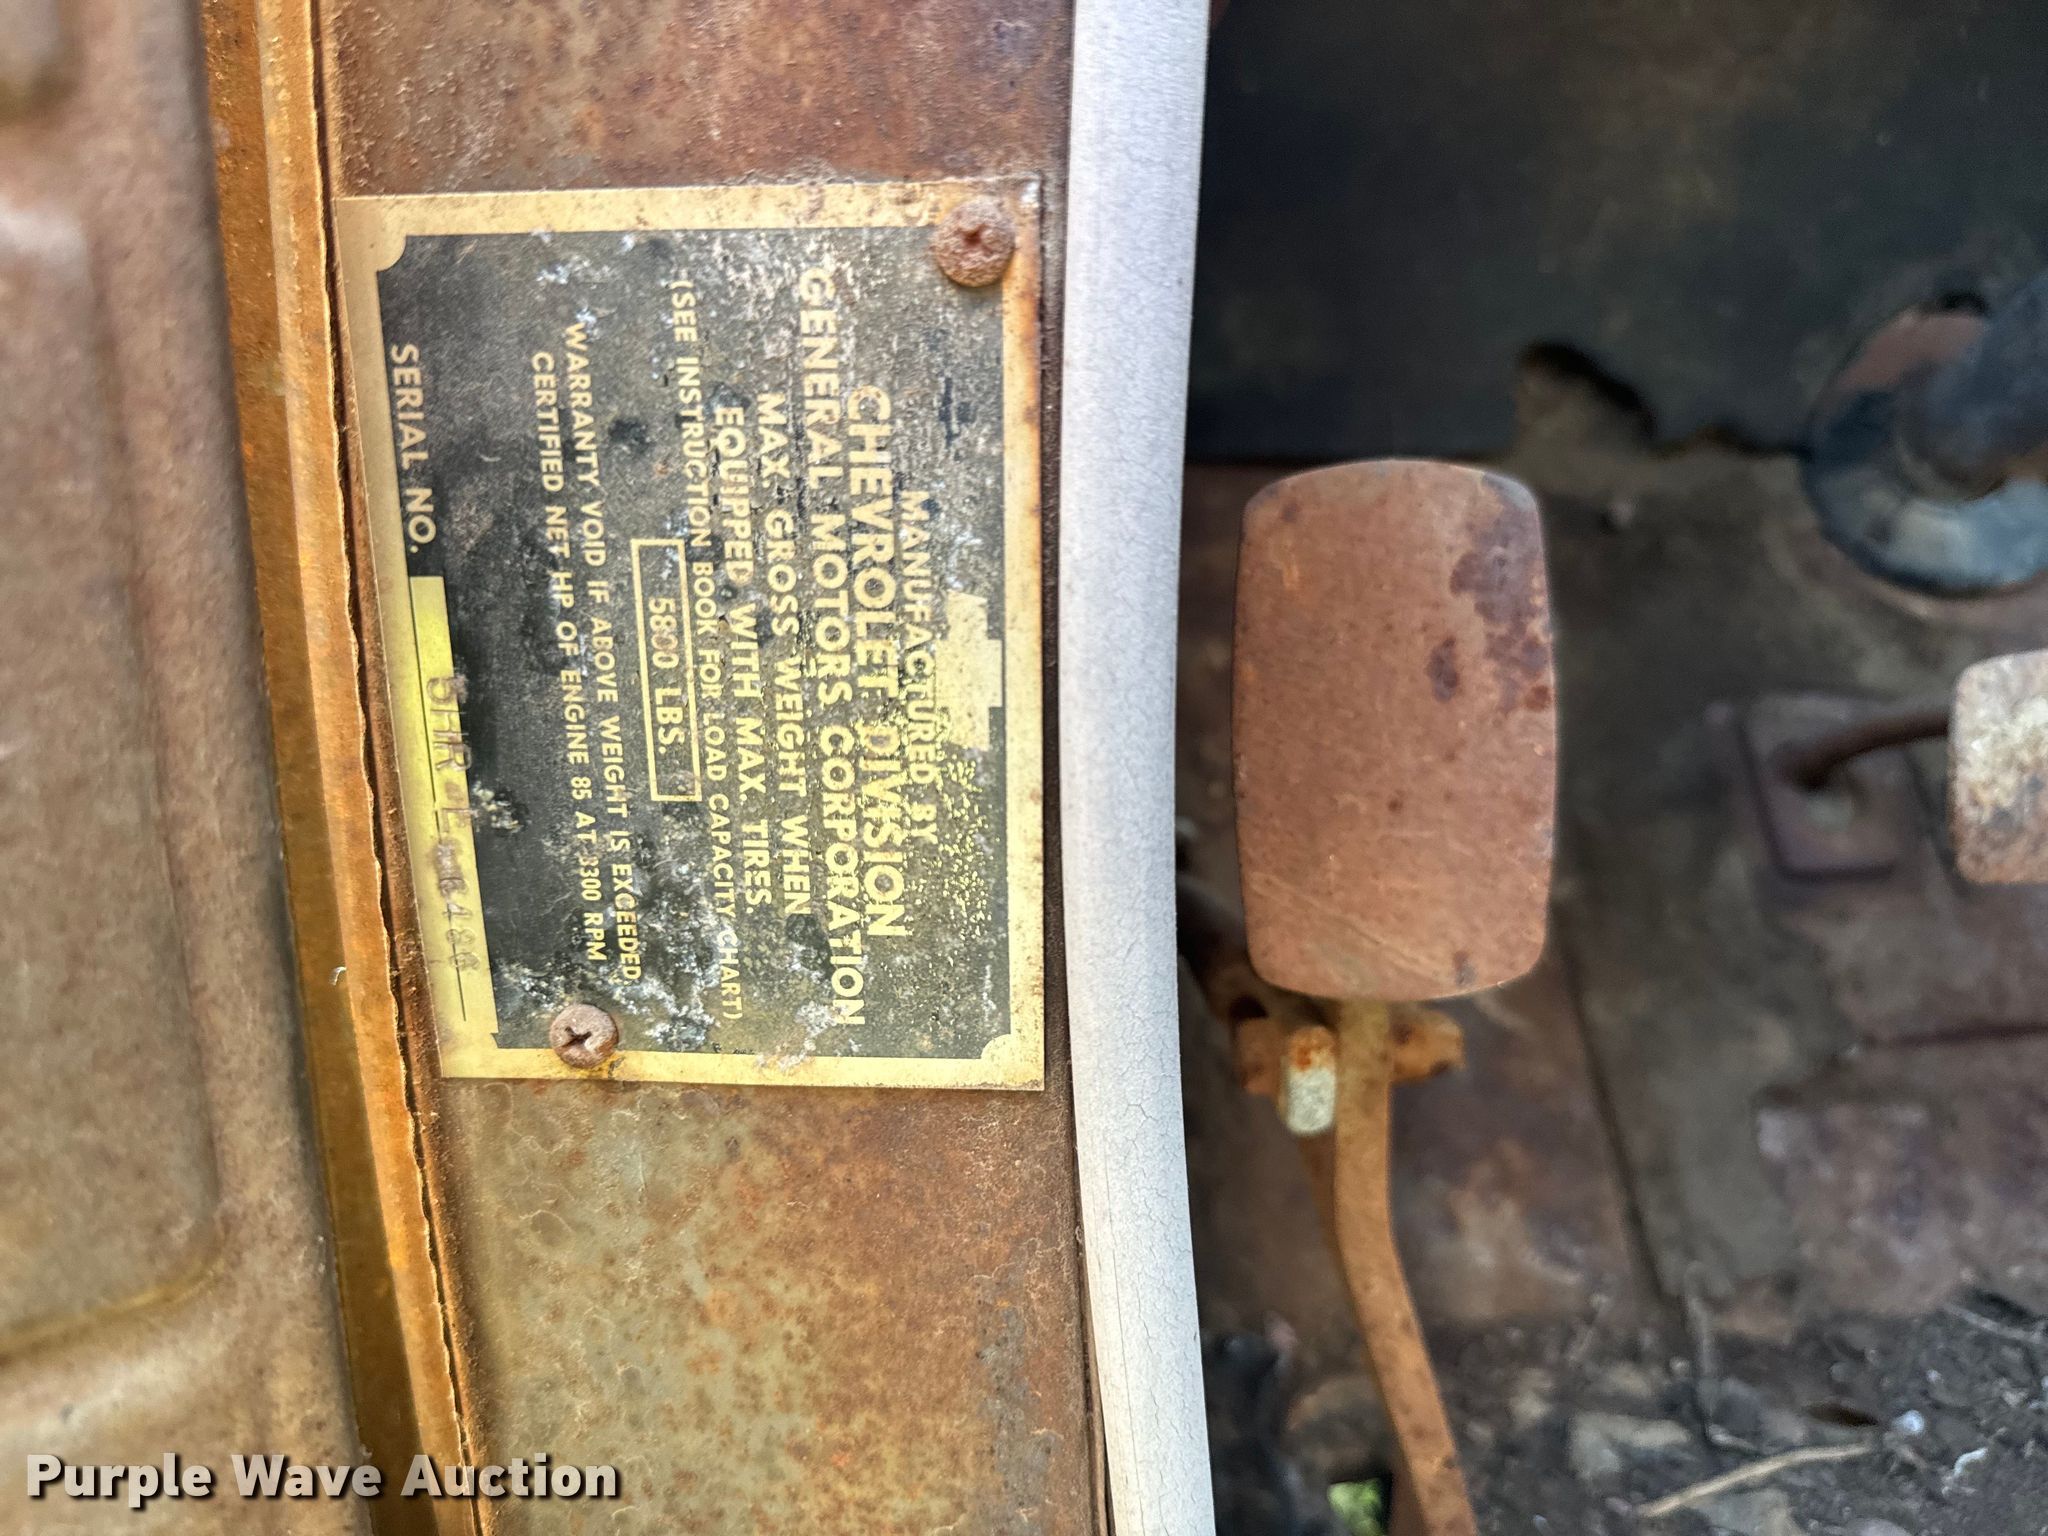 MANUFACTURED BY
CHEVROLET DIVISION
GENERAL MOTORS CORPORATION
MAX. GROSS WEIGHT WHEN
EQUIPPED WITH MAX. TIRES.
(SEE INSTRUCTION BOOK FOR LOAD CAPACITY CHART)
5800 LBS.
WARRANTY VOID IF ABOVE WEIGHT IS EXCEEDED,
CERTIFIED NET HP OF ENGINE 85 AT 3300 RPM
SERIAL NO.
Purple Wave Auction